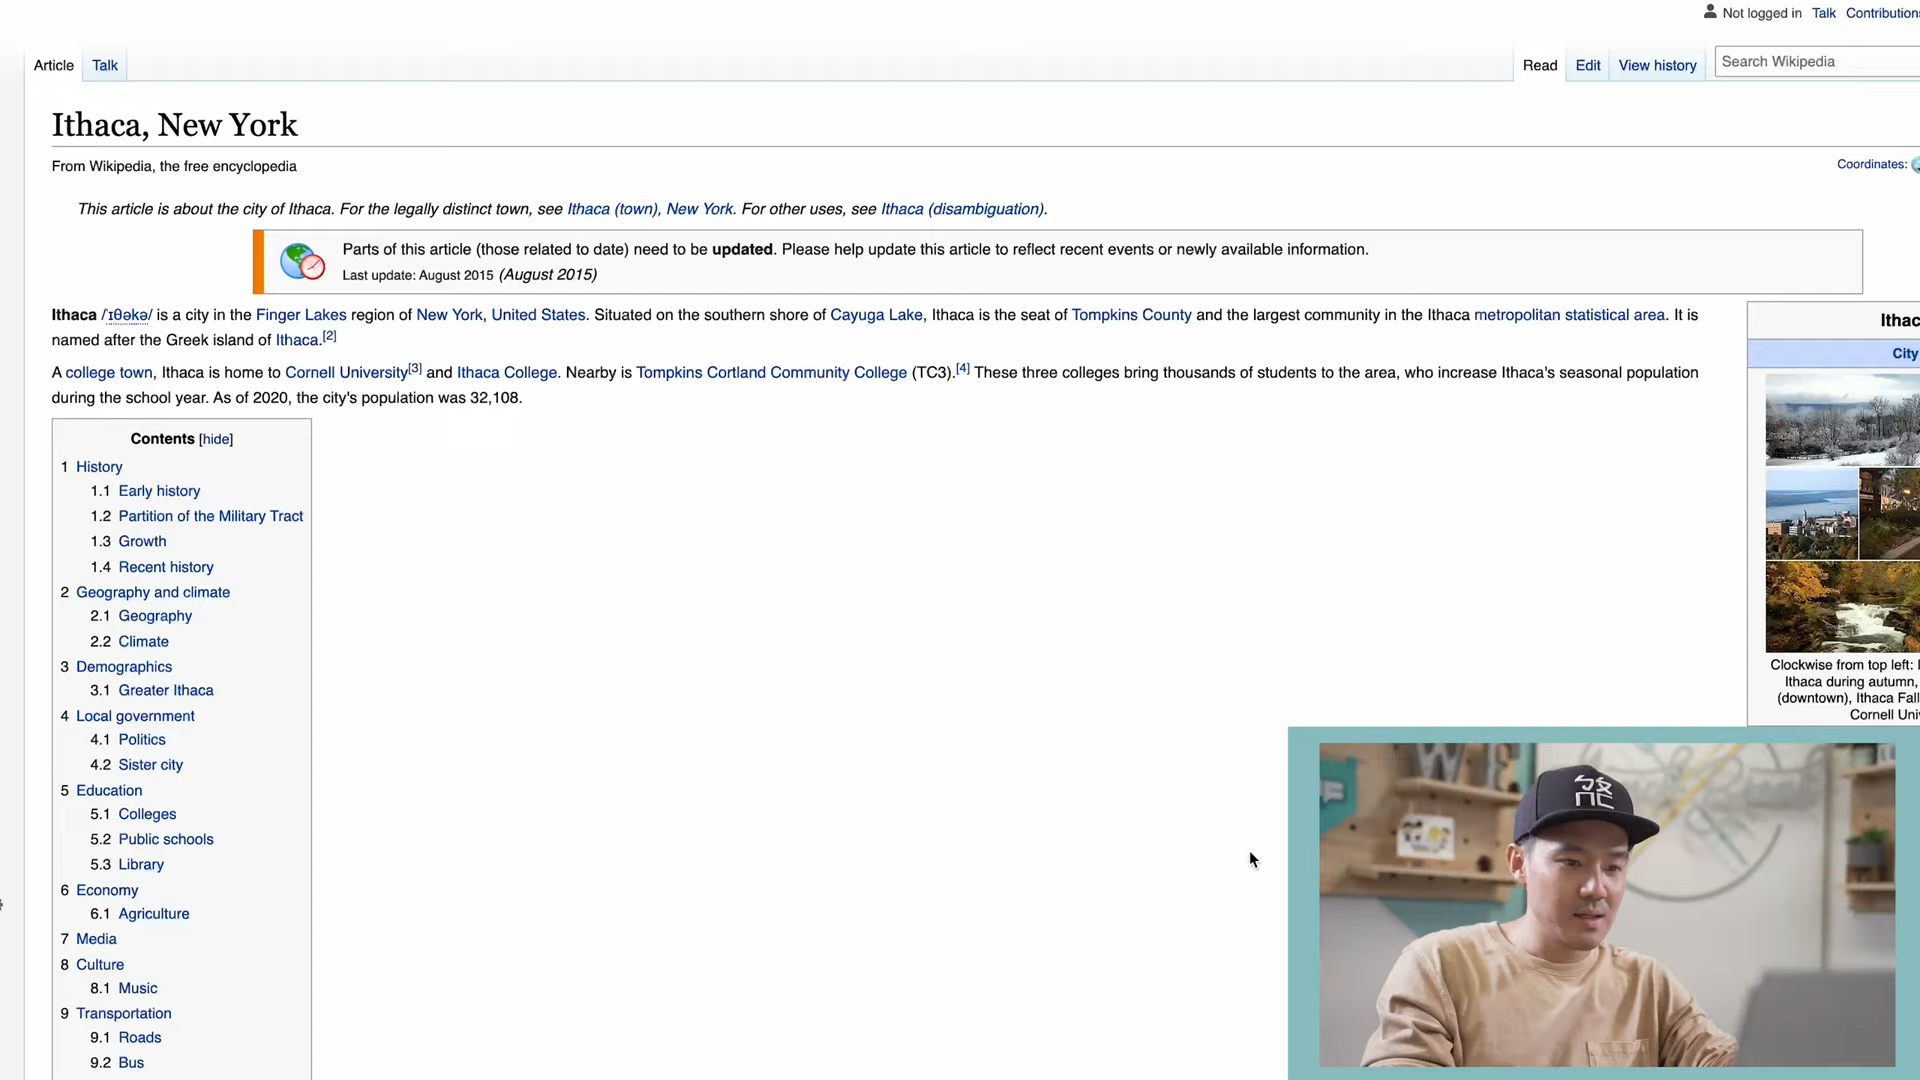 Not logged in Talk Contributions
Article Talk Read Edit View history Search Wikipedia
Ithaca, New York
From Wikipedia, the free encyclopedia
Coordinates:
This article is about the city of Ithaca. For the legally distinct town, see Ithaca (town), New York. For other uses, see Ithaca (disambiguation).
Parts of this article (those related to date) need to be updated. Please help update this article to reflect recent events or newly available information.
Last update: August 2015 (August 2015)
Ithaca /ˈɪθəkə/ is a city in the Finger Lakes region of New York, United States. Situated on the southern shore of Cayuga Lake, Ithaca is the seat of Tompkins County and the largest community in the Ithaca metropolitan statistical area. It is
named after the Greek island of Ithaca.[2]
A college town, Ithaca is home to Cornell University[3] and Ithaca College. Nearby is Tompkins Cortland Community College (TC3).[4] These three colleges bring thousands of students to the area, who increase Ithaca's seasonal population
during the school year. As of 2020, the city's population was 32,108.
Contents [hide]
1 History
1.1 Early history
1.2 Partition of the Military Tract
1.3 Growth
1.4 Recent history
2 Geography and climate
2.1 Geography
2.2 Climate
3 Demographics
3.1 Greater Ithaca
4 Local government
4.1 Politics
4.2 Sister city
5 Education
5.1 Colleges
5.2 Public schools
5.3 Library
6 Economy
6.1 Agriculture
7 Media
8 Culture
8.1 Music
9 Transportation
9.1 Roads
9.2 Bus
Ithac
City
Clockwise from top left:
Ithaca during autumn,
(downtown), Ithaca Fall
Cornell Uni